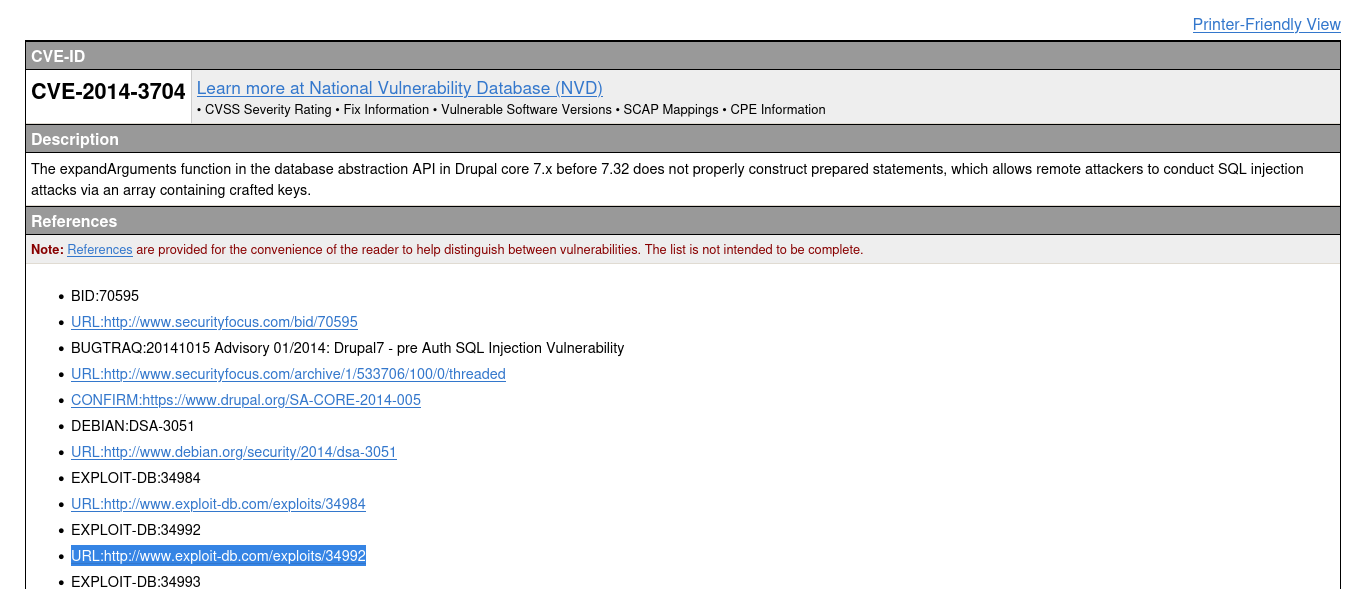 Printer-Friendly View
CVE-ID
CVE-2014-3704
Learn more at National Vulnerability Database (NVD)
• CVSS Severity Rating • Fix Information • Vulnerable Software Versions • SCAP Mappings • CPE Information
Description
The expandArguments function in the database abstraction API in Drupal core 7.x before 7.32 does not properly construct prepared statements, which allows remote attackers to conduct SQL injection
attacks via an array containing crafted keys.
References
Note: References are provided for the convenience of the reader to help distinguish between vulnerabilities. The list is not intended to be complete.
• BID:70595
• URL:http://www.securityfocus.com/bid/70595
• BUGTRAQ:20141015 Advisory 01/2014: Drupal7 - pre Auth SQL Injection Vulnerability
• URL:http://www.securityfocus.com/archive/1/533706/100/0/threaded
• CONFIRM:https://www.drupal.org/SA-CORE-2014-005
• DEBIAN:DSA-3051
• URL:http://www.debian.org/security/2014/dsa-3051
• EXPLOIT-DB:34984
• URL:http://www.exploit-db.com/exploits/34984
• EXPLOIT-DB:34992
• URL:http://www.exploit-db.com/exploits/34992
• EXPLOIT-DB:34993